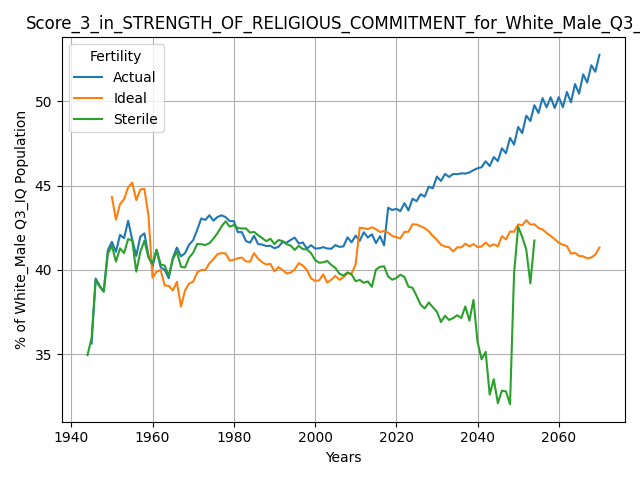 Score_3_in_STRENGTH_OF_RELIGIOUS_COMMITMENT_for_White_Male_Q3_
Fertility
Actual
Ideal
Sterile
% of White_Male Q3_IQ Population
50
45
40
35
1940
1960
1980
2000
2020
2040
2060
Years